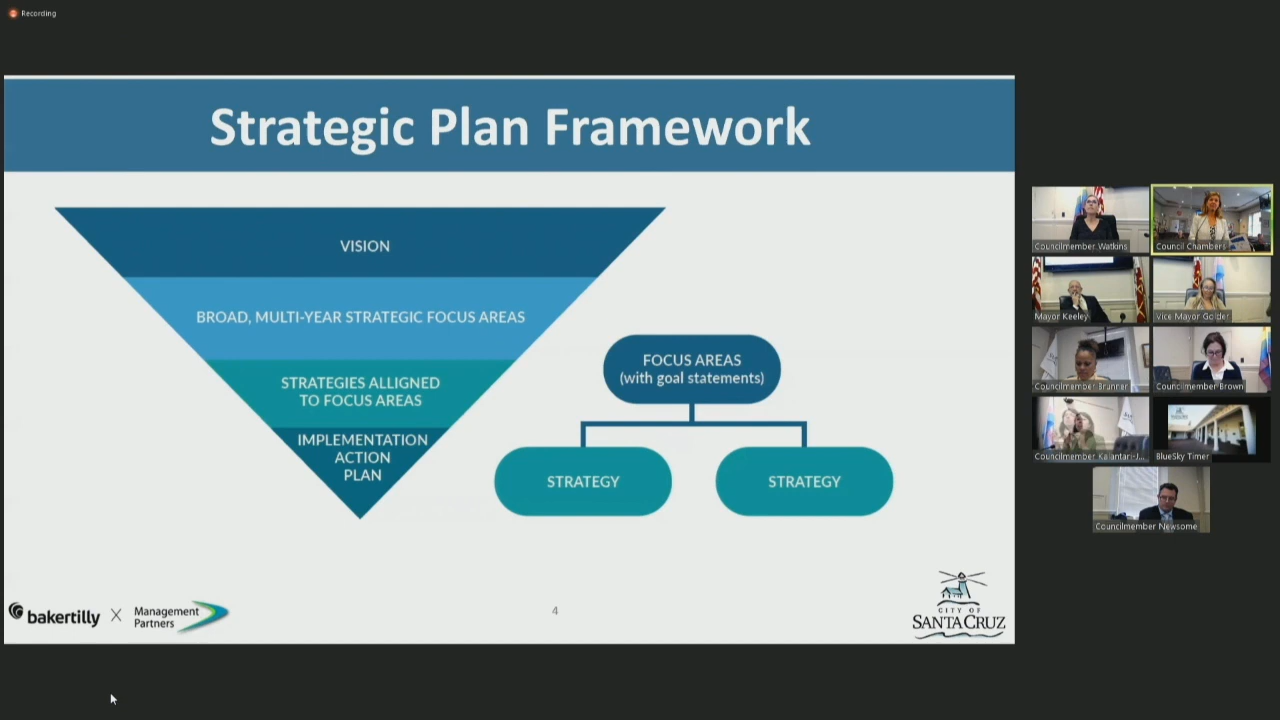 Recording
Strategic Plan Framework
VISION
BROAD, MULTI-YEAR STRATEGIC FOCUS AREAS
STRATEGIES ALLIGNED
TO FOCUS AREAS
IMPLEMENTATION
ACTION
PLAN
FOCUS AREAS
(with goal statements)
STRATEGY
STRATEGY
bakertilly X Management
Partners
4
CITY OF
SANTA CRUZ
Councilmember Watkins
Council Chambers
Mayor Keeley
Vice Mayor Golder
Councilmember Brunner
Councilmember Brown
Councilmember Kalantari-J...
BlueSky Timer
Councilmember Newsome